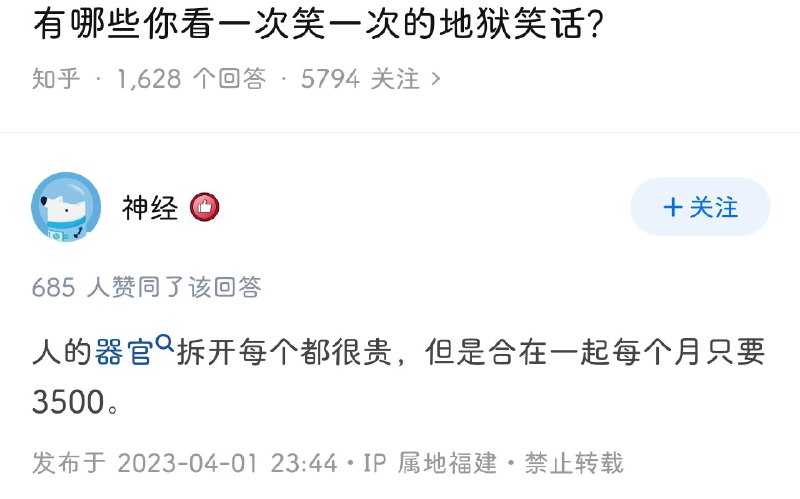 有哪些你看一次笑一次的地狱笑话?
知乎 · 1,628 个回答 · 5794 关注 >
神经
+关注
685 人赞同了该回答
人的器官拆开每个都很贵，但是合在一起每个月只要
3500。
发布于 2023-04-01 23:44・IP 属地福建・禁止转载